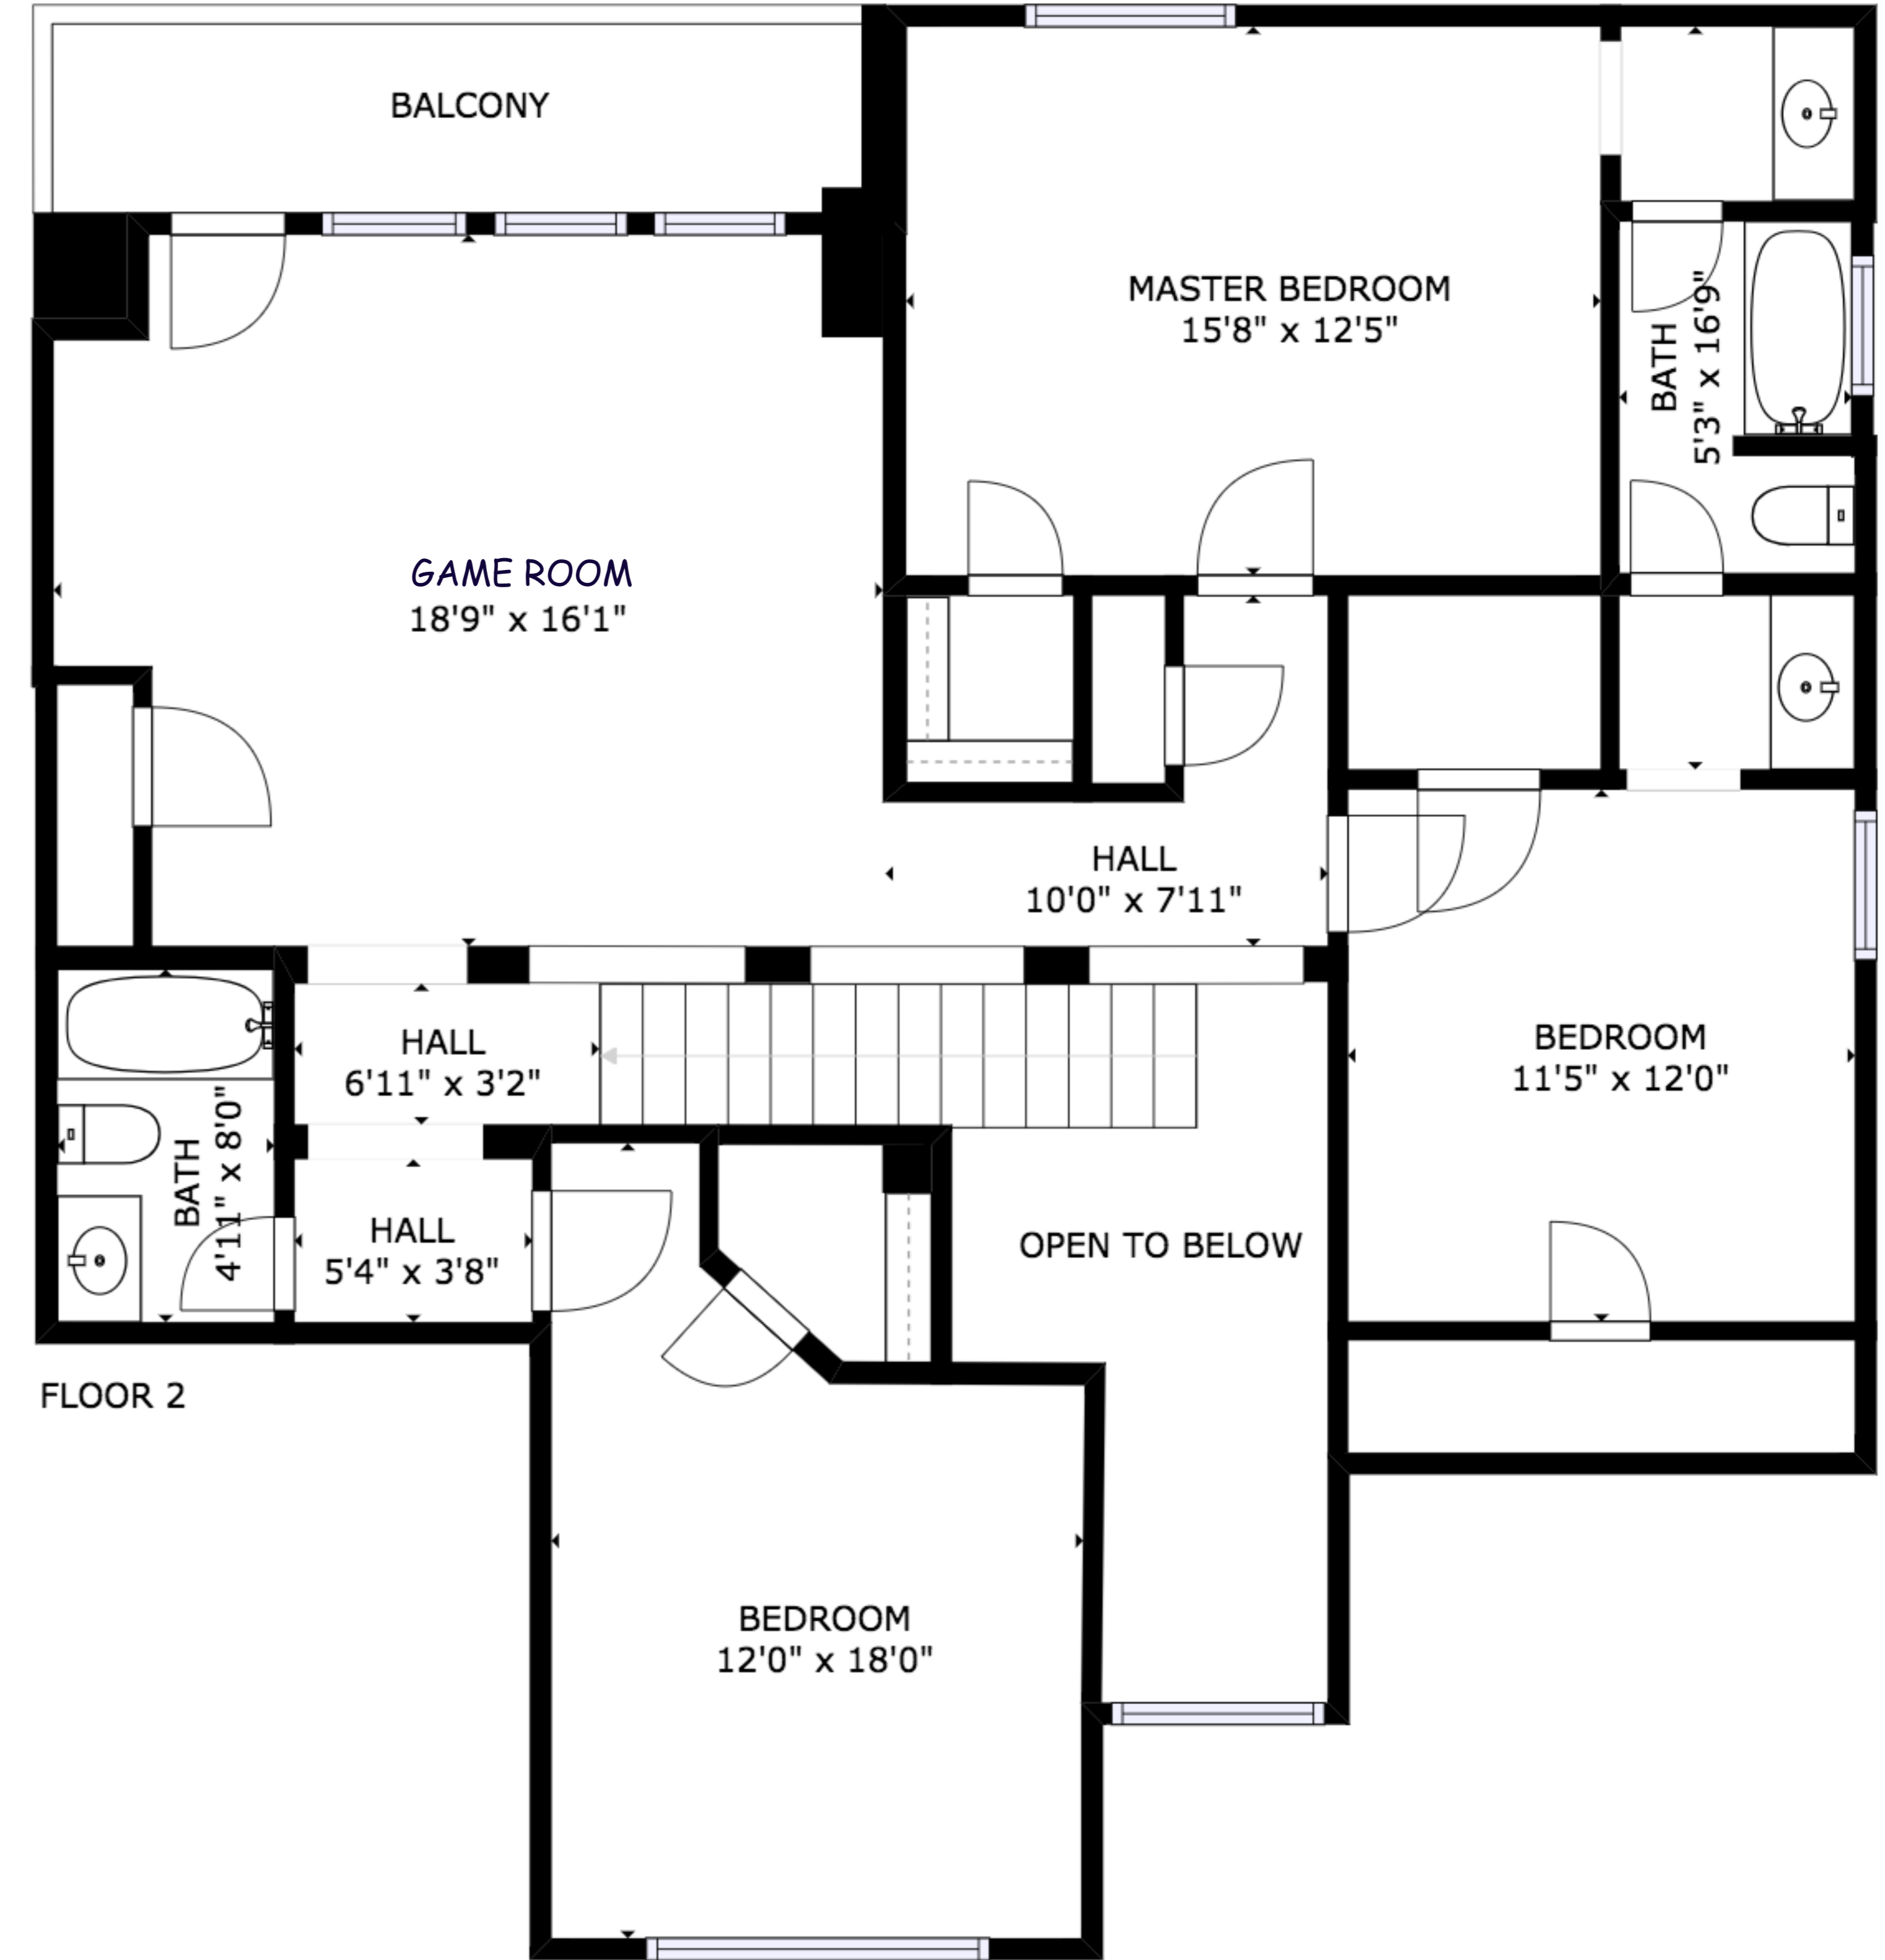 BALCONY
MASTER BEDROOM
15'8" x 12'5"
BATH
5'3" x 16'9"
GAME ROOM
18'9" x 16'1"
HALL
10'0" x 7'11"
HALL
6'11" x 3'2"
BEDROOM
11'5" x 12'0"
BATH
4'11" x 8'0"
HALL
5'4" x 3'8"
OPEN TO BELOW
FLOOR 2
BEDROOM
12'0" x 18'0"